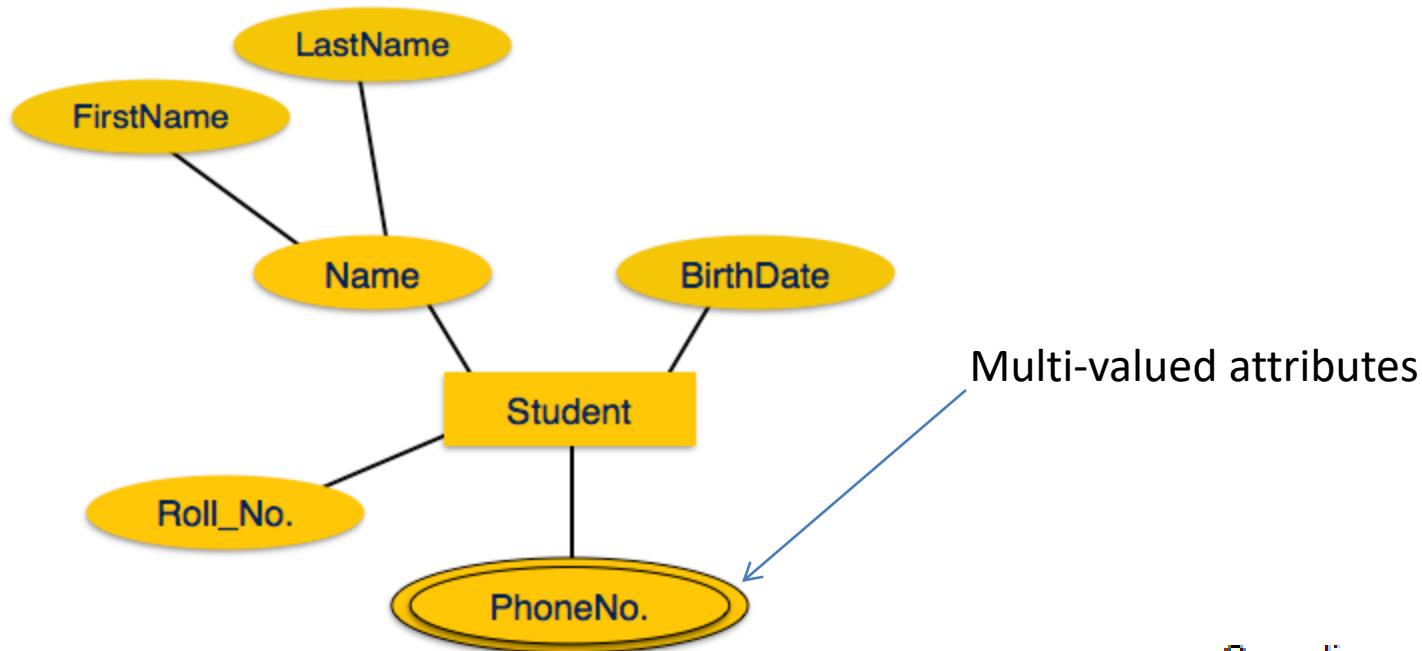 LastName
FirstName
Name
BirthDate
Multi-valued attributes
Student
Roll_No.
PhoneNo.